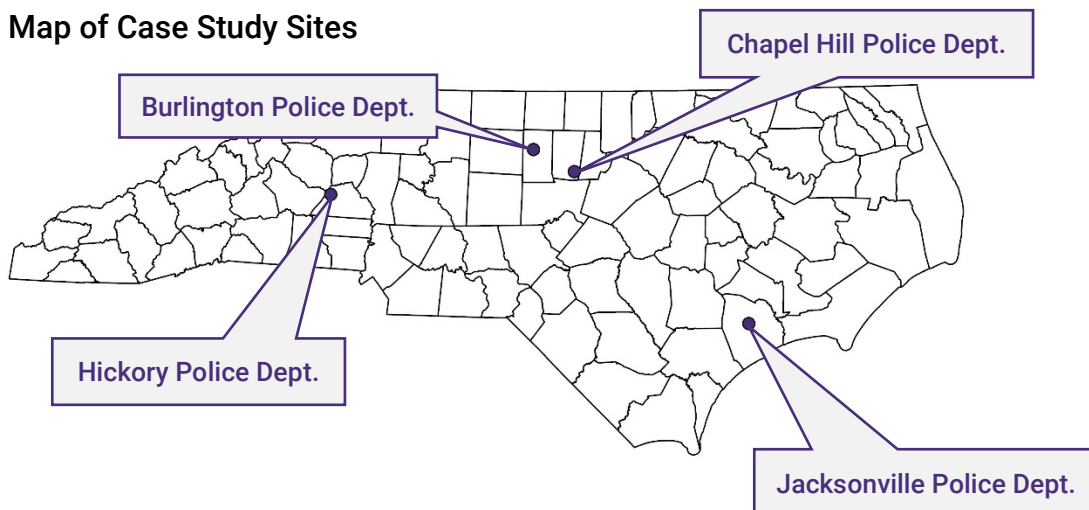 Map of Case Study Sites
Chapel Hill Police Dept.
Burlington Police Dept.
Hickory Police Dept.
Jacksonville Police Dept.